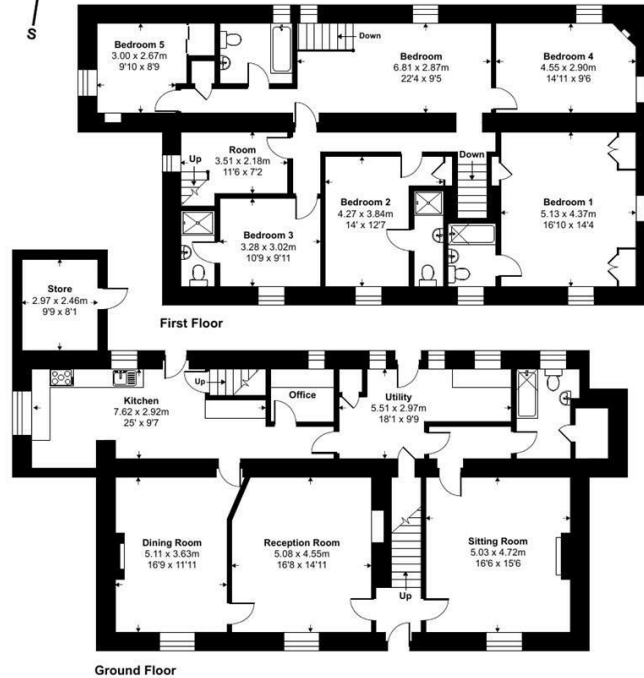 S
Bedroom 5
3.00 x 2.67m
9'10 x 8'9
Down
Bedroom
6.81 x 2.87m
22'4 x 9'5
Bedroom 4
4.55 x 2.90m
14'11 x 9'6
Room
3.51 x 2.18m
11'6 x 7'2
Up
Down
Bedroom 2
4.27 x 3.84m
14' x 12'7
Bedroom 1
5.13 x 4.37m
16'10 x 14'4
Bedroom 3
3.28 x 3.02m
10'9 x 9'11
Store
2.97 x 2.46m
9'9 x 8'1
First Floor
Kitchen
7.62 x 2.92m
25' x 9'7
Up
Office
Utility
5.51 x 2.97m
18'1 x 9'9
Dining Room
5.11 x 3.63m
16'9 x 11'11
Reception Room
5.08 x 4.55m
16'8 x 14'11
Sitting Room
5.03 x 4.72m
16'6 x 15'6
Up
Ground Floor